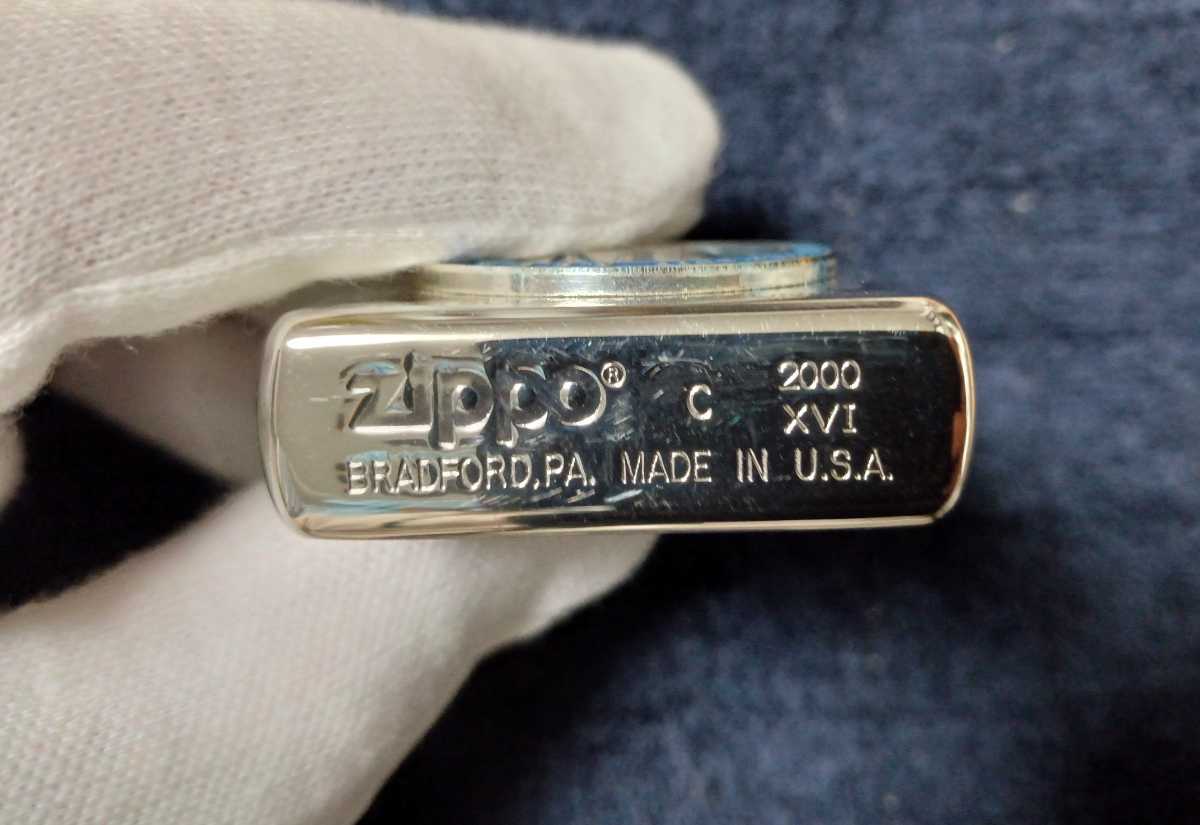 zippo® C 2000
XVI
BRADFORD,PA. MADE IN U.S.A.